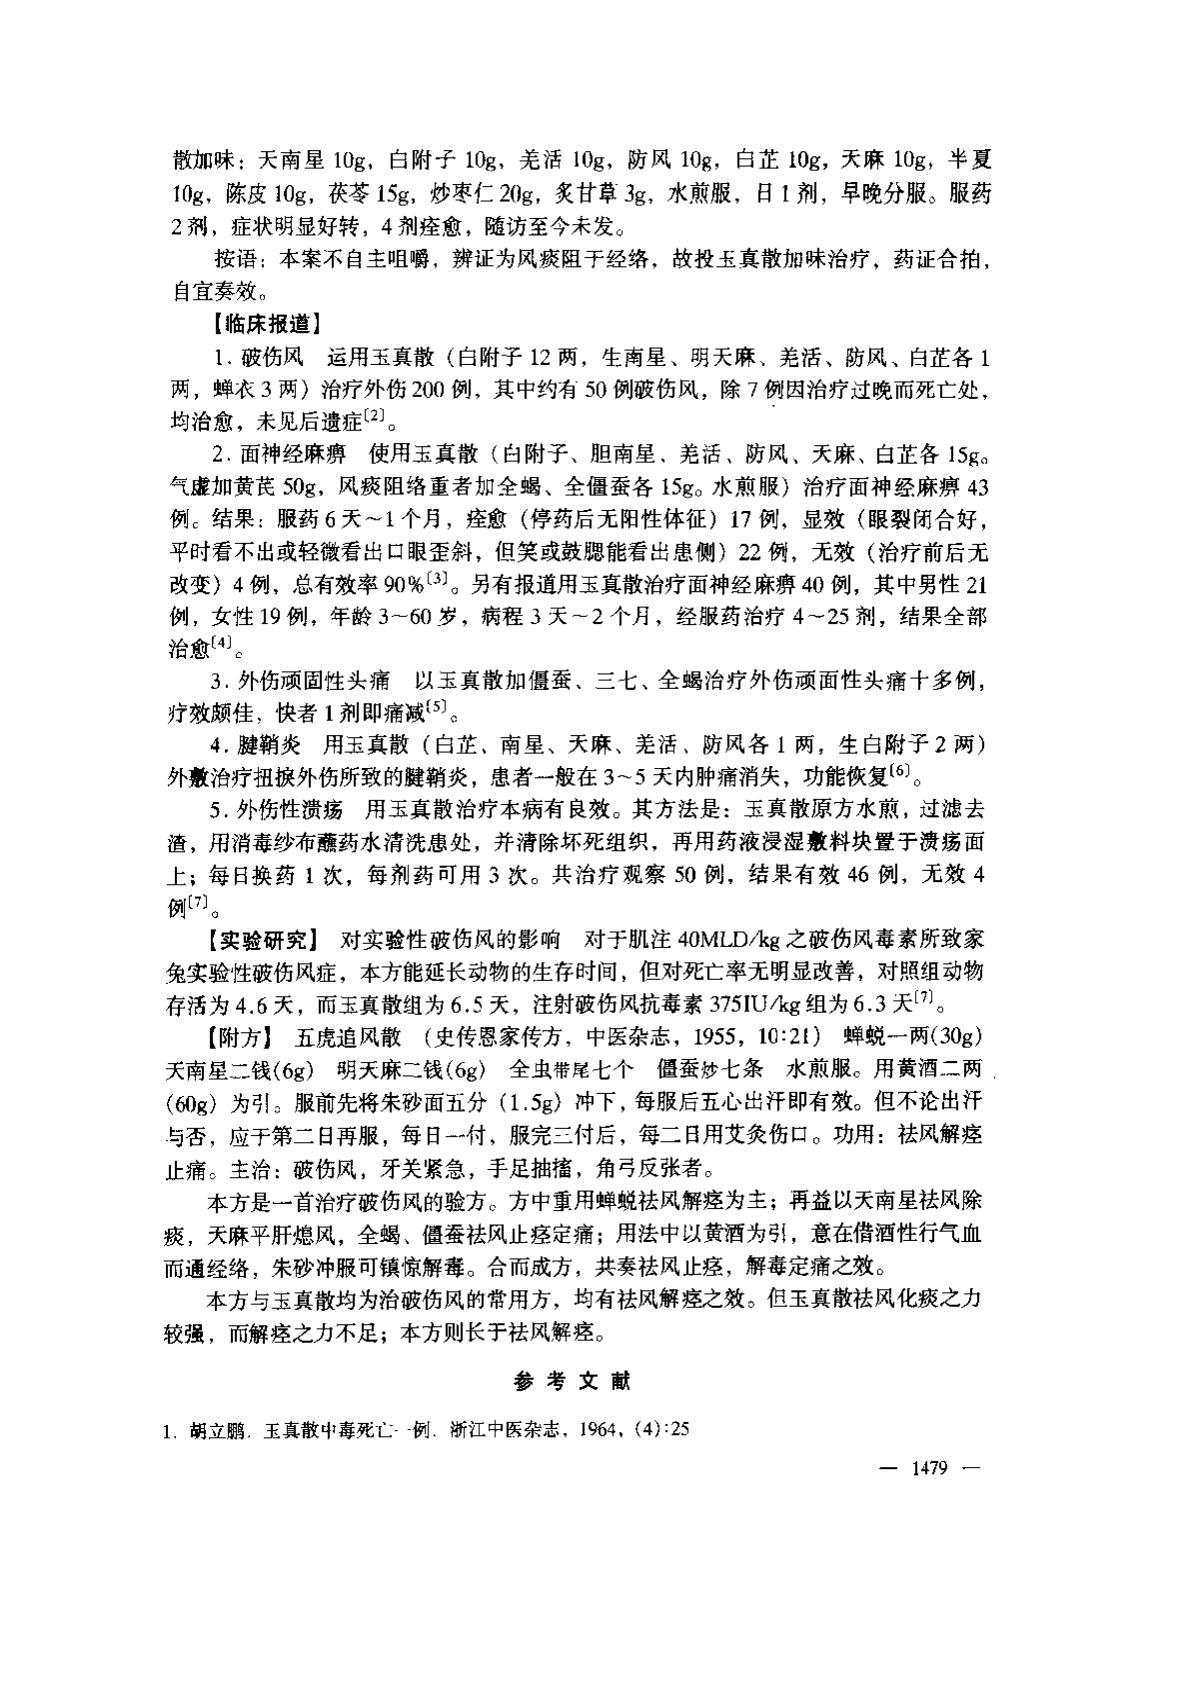 散加味：天南星 10g，白附子 10g，羌活 10g，防风 10g，白芷 10g，天麻 10g，半夏
10g，陈皮 10g，茯苓 15g，炒枣仁 20g，炙甘草 3g，水煎服，日 1 剂，早晚分服。服药
2 剂，症状明显好转，4 剂痊愈，随访至今未发。
按语：本案不自主咀嚼，辨证为风痰阻于经络，故投玉真散加味治疗，药证合拍，
自宜奏效。
【临床报道】
1. 破伤风　运用玉真散（白附子 12 两，生南星、明天麻、羌活、防风、白芷各 1
两，蝉衣 3 两）治疗外伤 200 例，其中约有 50 例破伤风，除 7 例因治疗过晚而死亡处，
均治愈，未见后遗症〔2〕。
2. 面神经麻痹　使用玉真散（白附子、胆南星、羌活、防风、天麻、白芷各 15g。
气虚加黄芪 50g，风痰阻络重者加全蝎、全僵蚕各 15g。水煎服）治疗面神经麻痹 43
例。结果：服药 6 天～1 个月，痊愈（停药后无阳性体征）17 例，显效（眼裂闭合好，
平时看不出或轻微看出口眼歪斜，但笑或鼓腮能看出患侧）22 例，无效（治疗前后无
改变）4 例，总有效率 90%〔3〕。另有报道用玉真散治疗面神经麻痹 40 例，其中男性 21
例，女性 19 例，年龄 3～60 岁，病程 3 天～2 个月，经服药治疗 4～25 剂，结果全部
治愈〔4〕。
3. 外伤顽固性头痛　以玉真散加僵蚕、三七、全蝎治疗外伤顽面性头痛十多例，
疗效颇佳，快者 1 剂即痛减〔5〕。
4. 腱鞘炎　用玉真散（白芷、南星、天麻、羌活、防风各 1 两，生白附子 2 两）
外敷治疗扭捩外伤所致的腱鞘炎，患者一般在 3～5 天内肿痛消失，功能恢复〔6〕。
5. 外伤性溃疡　用玉真散治疗本病有良效。其方法是：玉真散原方水煎，过滤去
渣，用消毒纱布蘸药水清洗患处，并清除坏死组织，再用药液浸湿敷料块置于溃疡面
上；每日换药 1 次，每剂药可用 3 次。共治疗观察 50 例，结果有效 46 例，无效 4
例〔7〕。
【实验研究】　对实验性破伤风的影响　对于肌注 40MLD/kg 之破伤风毒素所致家
兔实验性破伤风症，本方能延长动物的生存时间，但对死亡率无明显改善，对照组动物
存活为 4.6 天，而玉真散组为 6.5 天，注射破伤风抗毒素 375IU/kg 组为 6.3 天〔7〕。
【附方】　五虎追风散　（史传恩家传方，中医杂志，1955，10:21）　蝉蜕一两(30g)
天南星二钱(6g)　明天麻二钱(6g)　全虫带尾七个　僵蚕炒七条　水煎服。用黄酒二两
(60g) 为引。服前先将朱砂面五分（1.5g）冲下，每服后五心出汗即有效。但不论出汗
与否，应于第二日再服，每日一付，服完三付后，每二日用艾灸伤口。功用：祛风解痉
止痛。主治：破伤风，牙关紧急，手足抽搐，角弓反张者。
本方是一首治疗破伤风的验方。方中重用蝉蜕祛风解痉为主；再益以天南星祛风除
痰，天麻平肝熄风，全蝎、僵蚕祛风止痉定痛；用法中以黄酒为引，意在借酒性行气血
而通经络，朱砂冲服可镇惊解毒。合而成方，共奏祛风止痉，解毒定痛之效。
本方与玉真散均为治破伤风的常用方，均有祛风解痉之效。但玉真散祛风化痰之力
较强，而解痉之力不足；本方则长于祛风解痉。
参 考 文 献
1. 胡立鹏. 玉真散中毒死亡一例. 浙江中医杂志，1964，(4):25
— 1479 —